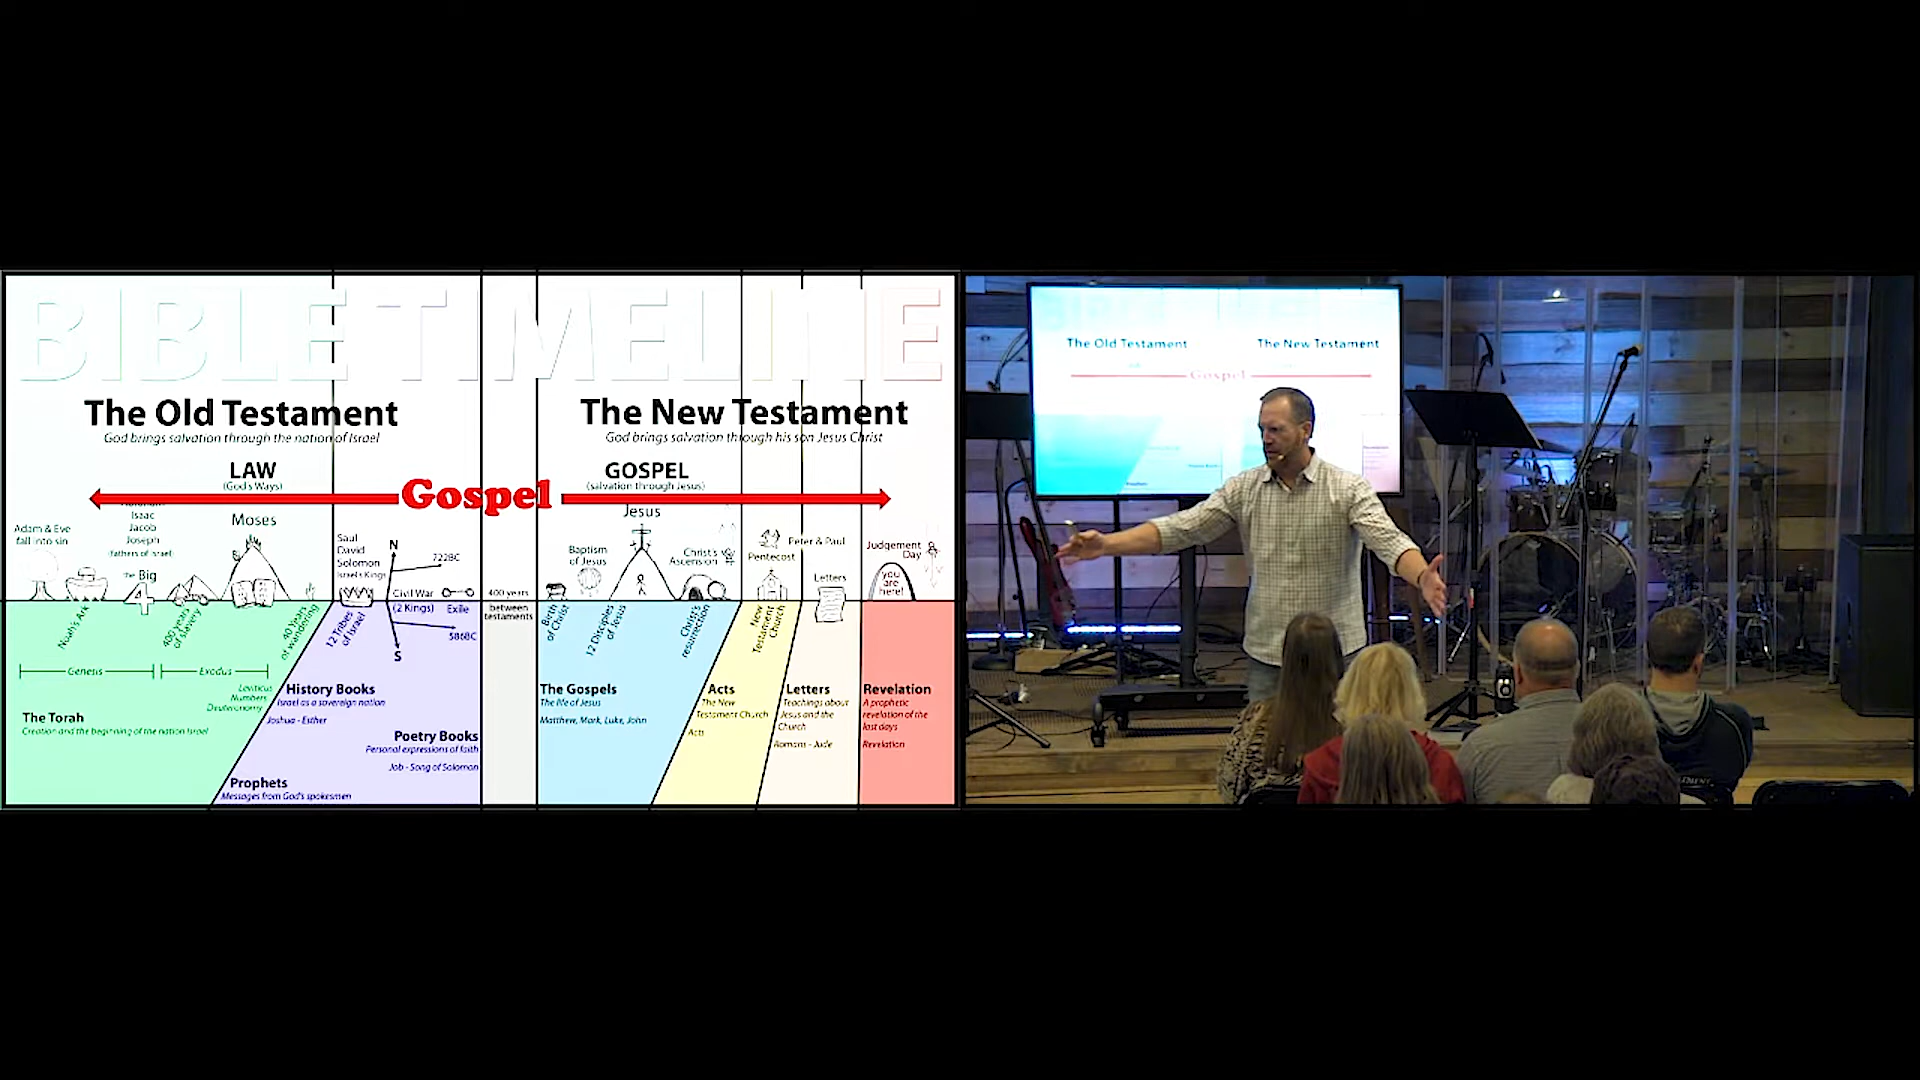 BIBLE TIMELINE
The Old Testament
God brings salvation through the nation of Israel
LAW
(God's Ways)
The New Testament
God brings salvation through his son Jesus Christ
GOSPEL
(salvation through Jesus)
Gospel
Adam & Eve
fall into sin
Isaac
Jacob
Joseph
(fathers of Israel)
the Big
4
Moses
Saul
David
Solomon
Israel's Kings
N
722BC
Civil War
(2 Kings)
Exile
586BC
S
400 years
between
testaments
Baptism
of Jesus
Jesus
Christ's
Ascension
Pentecost
Peter & Paul
Letters
Judgement
Day
you
are
here!
Noah's Ark
400 years
of slavery
40 Years
of wandering
12 Tribes
of Israel
Birth
of Christ
12 Disciples
of Jesus
Christ's
resurrection
New
Testament
Church
Genesis
Exodus
Leviticus
Numbers
Deuteronomy
The Torah
Creation and the beginning of the nation Israel
History Books
Israel as a sovereign nation
Joshua - Esther
Poetry Books
Personal expressions of faith
Job - Song of Solomon
Prophets
Messages from God's spokesmen
The Gospels
The life of Jesus
Matthew, Mark, Luke, John
Acts
The New
Testament Church
Acts
Letters
Teachings about
Jesus and the
Church
Romans - Jude
Revelation
A prophetic
revelation of the
last days
Revelation
The Old Testament
The New Testament
Gospel